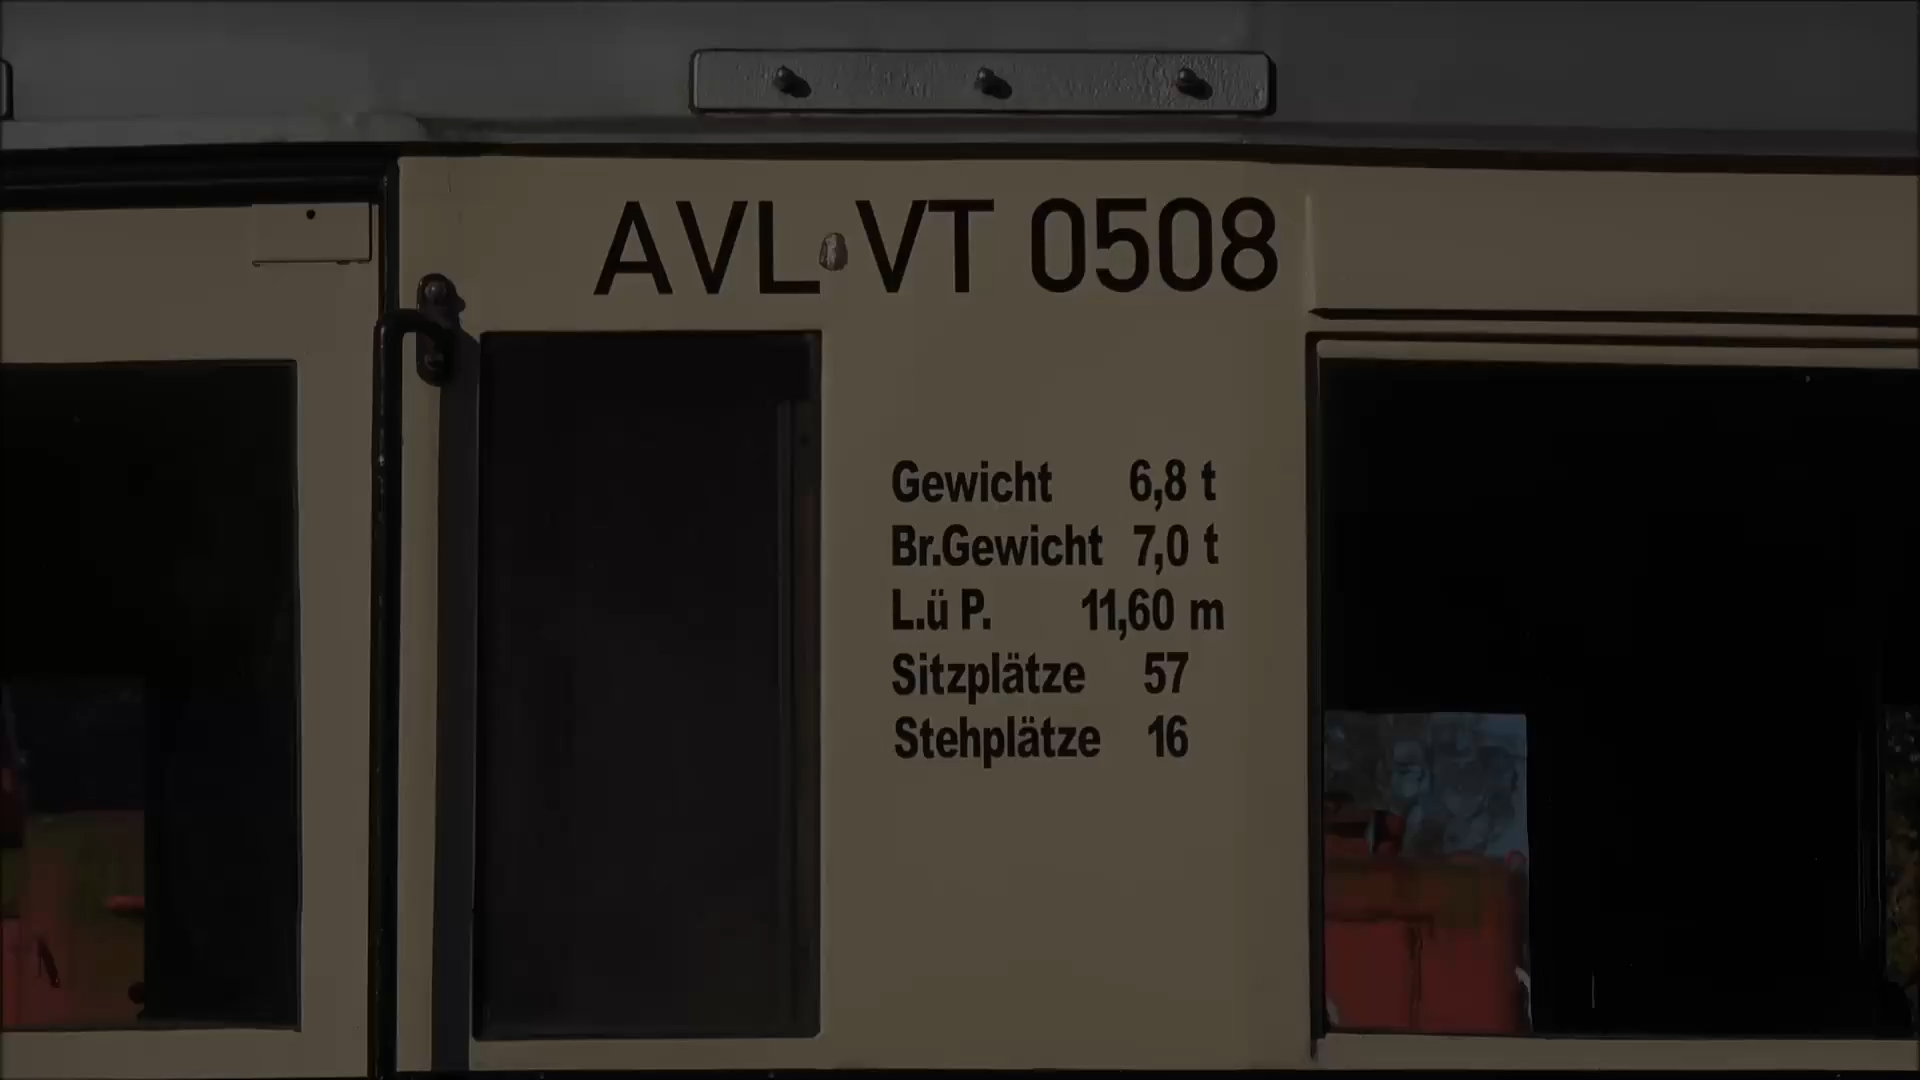 AVL VT 0508
Gewicht 6,8 t
Br.Gewicht 7,0 t
L.ü P. 11,60 m
Sitzplätze 57
Stehplätze 16